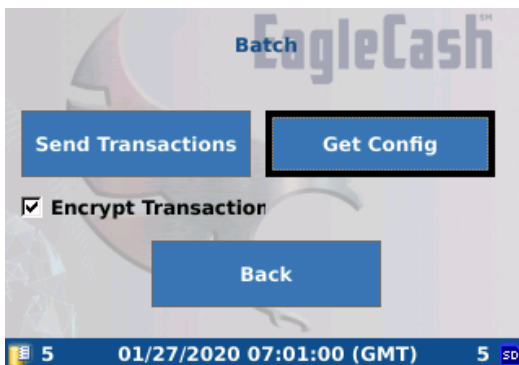 EagleCash SM
Batch
Send Transactions Get Config
Encrypt Transaction
Back
5 01/27/2020 07:01:00 (GMT) 5 SD